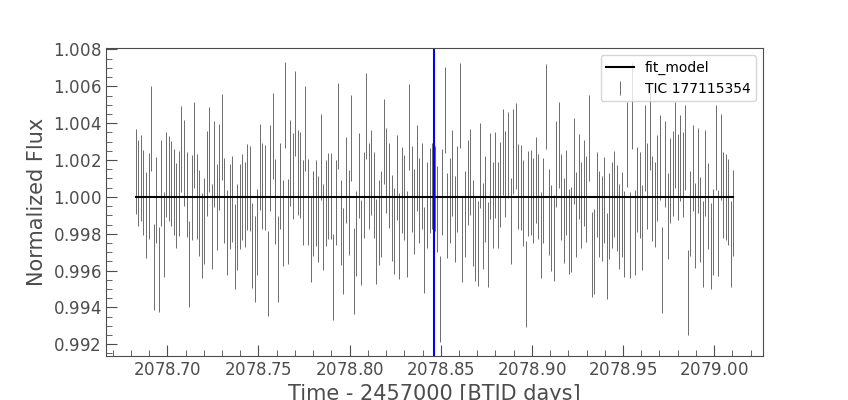 1.008
1.006
1.004
1.002
1.000
0.998
0.996
0.994
0.992
Normalized Flux
fit_model
TIC 177115354
2078.70 2078.75 2078.80 2078.85 2078.90 2078.95 2079.00
Time - 2457000 [BTJD days]